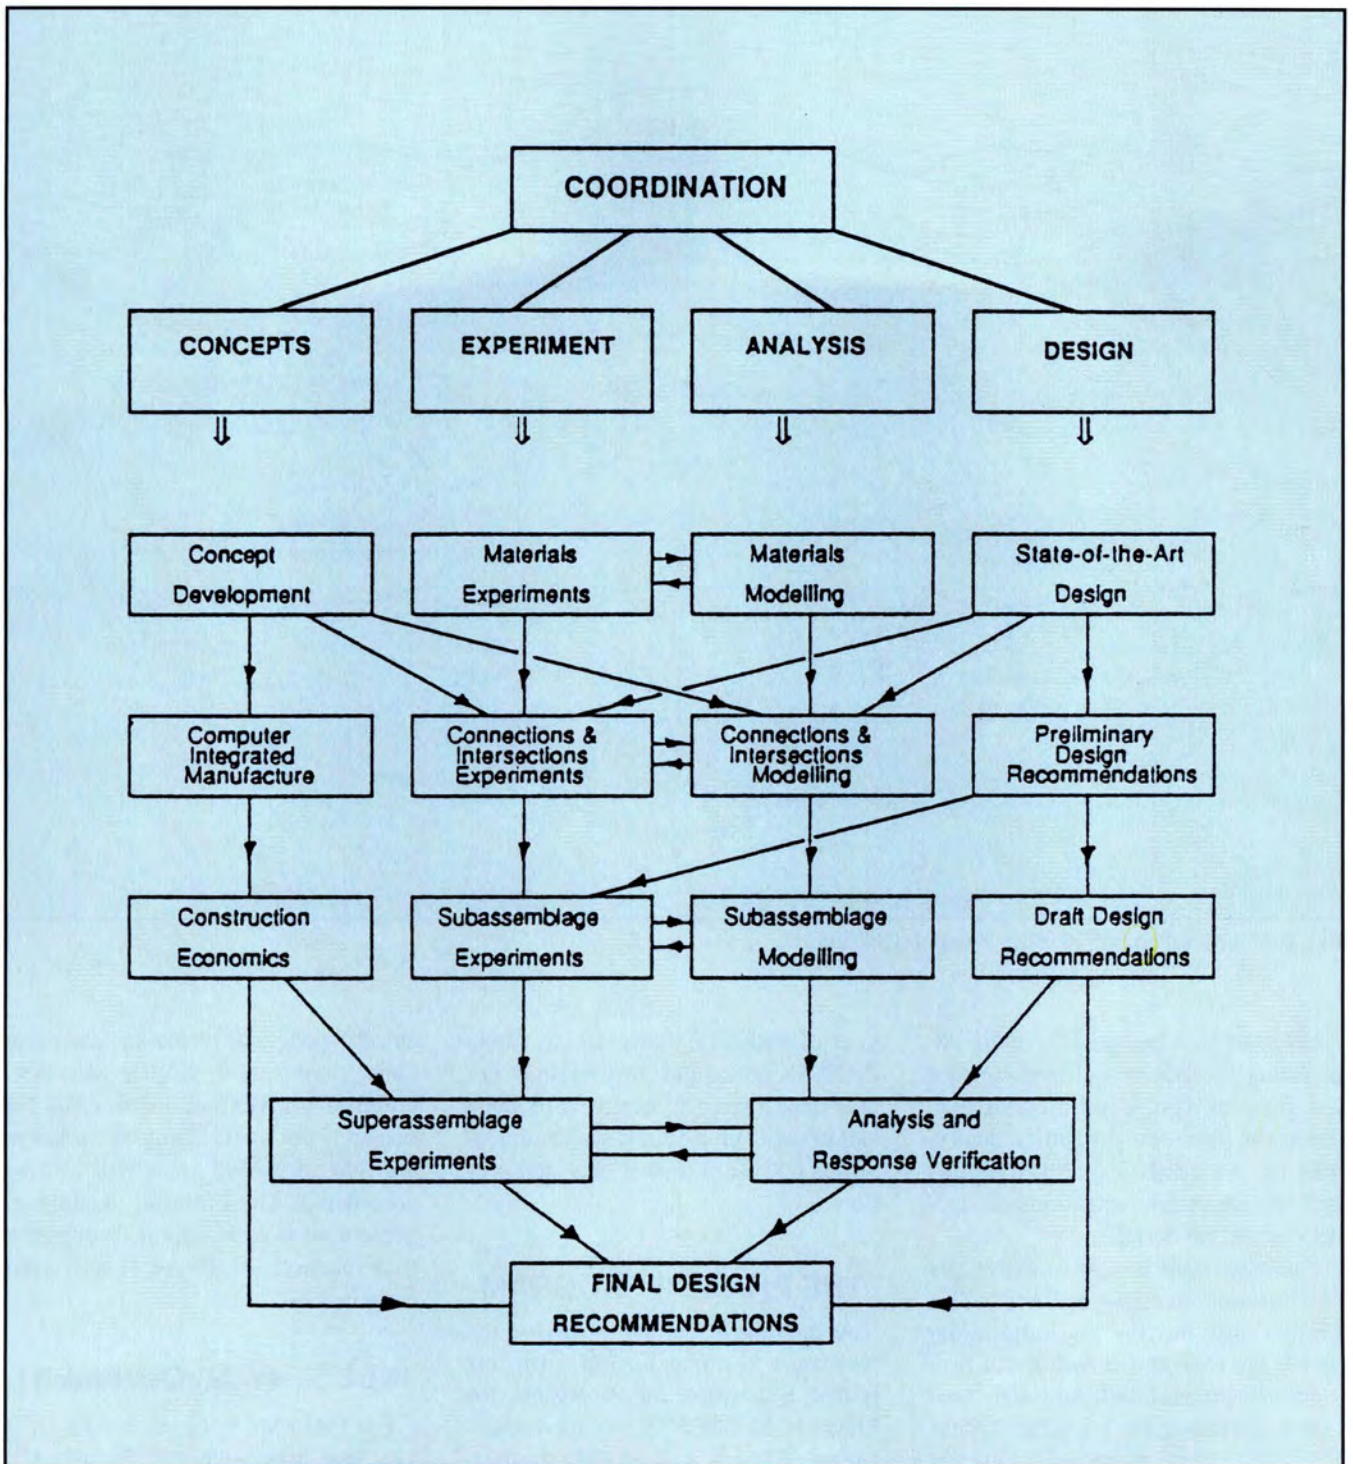 COORDINATION
CONCEPTS
EXPERIMENT
ANALYSIS
DESIGN
Concept
Development
Materials
Experiments
Materials
Modelling
State-of-the-Art
Design
Computer
Integrated
Manufacture
Connections &
Intersections
Experiments
Connections &
Intersections
Modelling
Preliminary
Design
Recommendations
Construction
Economics
Subassemblage
Experiments
Subassemblage
Modelling
Draft Design
Recommendations
Superassemblage
Experiments
Analysis and
Response Verification
FINAL DESIGN
RECOMMENDATIONS